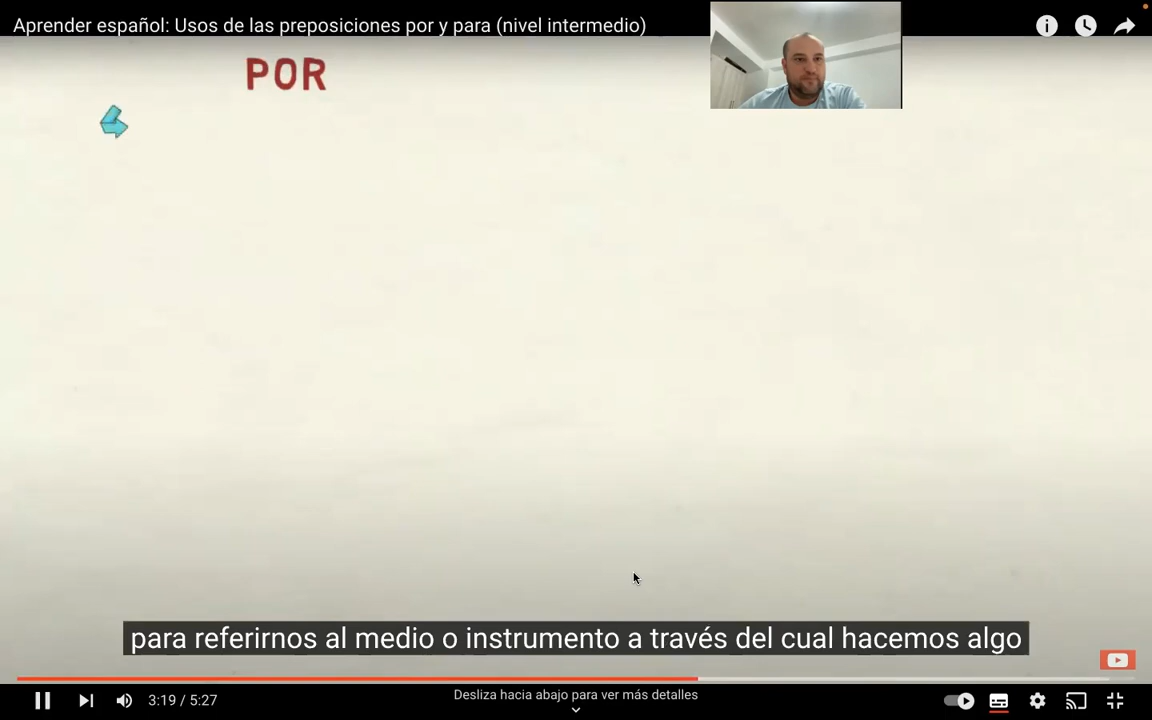 Aprender español: Usos de las preposiciones por y para (nivel intermedio)
POR
para referirnos al medio o instrumento a través del cual hacemos algo
3:19 / 5:27
Desliza hacia abajo para ver más detalles